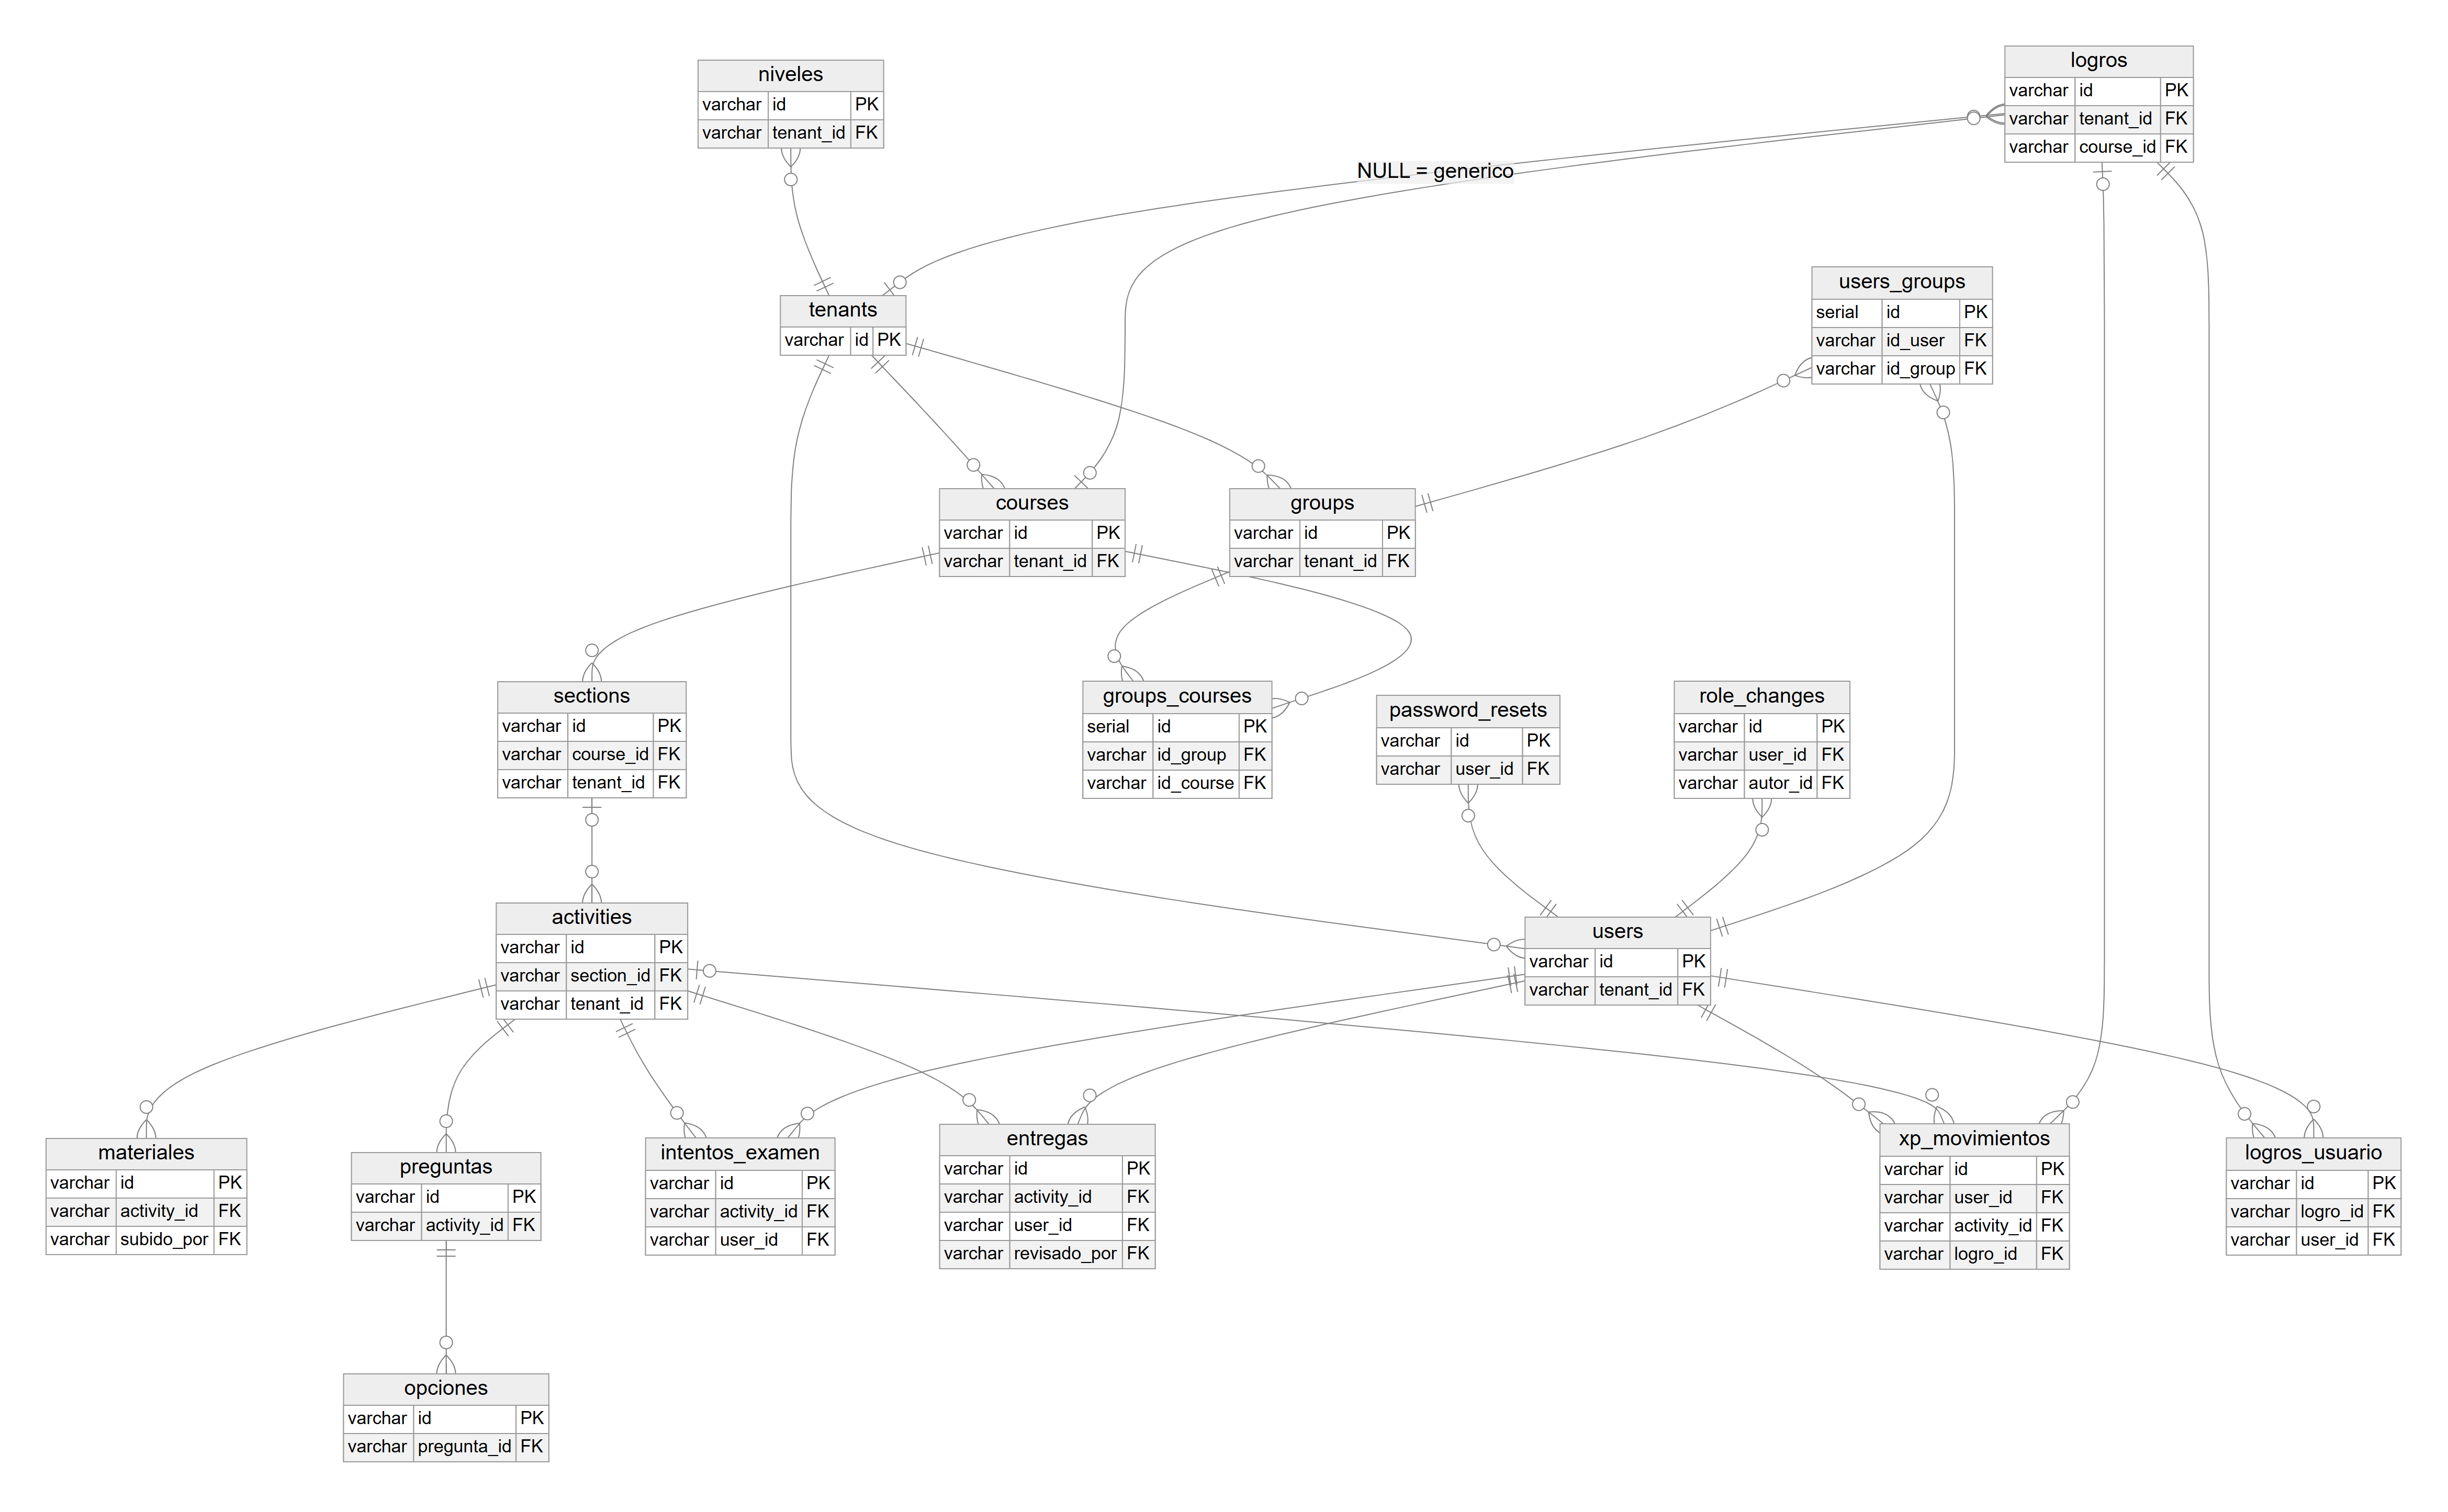 niveles
varchar id PK
varchar tenant_id FK
logros
varchar id PK
varchar tenant_id FK
varchar course_id FK
NULL = generico
users_groups
serial id PK
varchar id_user FK
varchar id_group FK
tenants
varchar id PK
courses
varchar id PK
varchar tenant_id FK
groups
varchar id PK
varchar tenant_id FK
sections
varchar id PK
varchar course_id FK
varchar tenant_id FK
groups_courses
serial id PK
varchar id_group FK
varchar id_course FK
password_resets
varchar id PK
varchar user_id FK
role_changes
varchar id PK
varchar user_id FK
varchar autor_id FK
activities
varchar id PK
varchar section_id FK
varchar tenant_id FK
users
varchar id PK
varchar tenant_id FK
materiales
varchar id PK
varchar activity_id FK
varchar subido_por FK
preguntas
varchar id PK
varchar activity_id FK
intentos_examen
varchar id PK
varchar activity_id FK
varchar user_id FK
entregas
varchar id PK
varchar activity_id FK
varchar user_id FK
varchar revisado_por FK
xp_movimientos
varchar id PK
varchar user_id FK
varchar activity_id FK
varchar logro_id FK
logros_usuario
varchar id PK
varchar logro_id FK
varchar user_id FK
opciones
varchar id PK
varchar pregunta_id FK